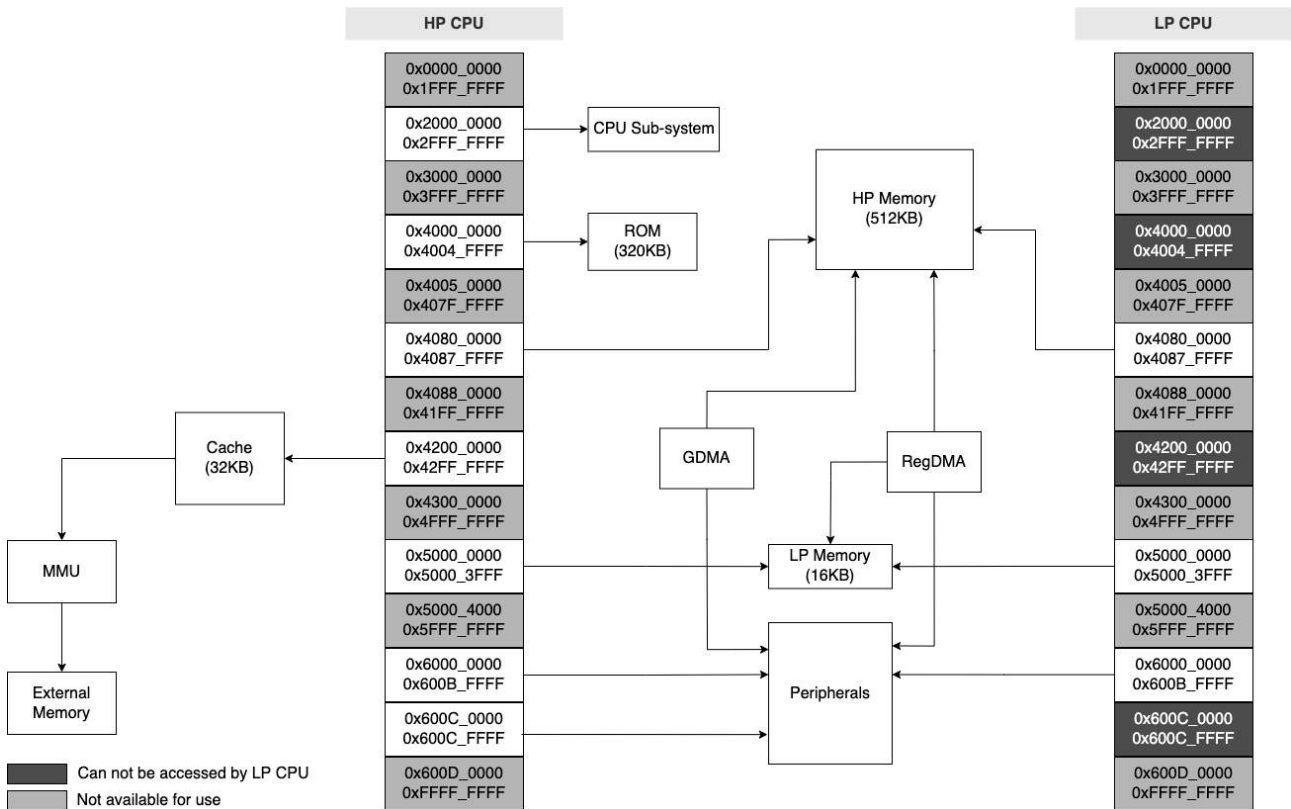 HP CPU
LP CPU
0x0000_0000
0x1FFF_FFFF
0x2000_0000
0x2FFF_FFFF
0x3000_0000
0x3FFF_FFFF
0x4000_0000
0x4004_FFFF
0x4005_0000
0x407F_FFFF
0x4080_0000
0x4087_FFFF
0x4088_0000
0x41FF_FFFF
0x4200_0000
0x42FF_FFFF
0x4300_0000
0x4FFF_FFFF
0x5000_0000
0x5000_3FFF
0x5000_4000
0x5FFF_FFFF
0x6000_0000
0x600B_FFFF
0x600C_0000
0x600C_FFFF
0x600D_0000
0xFFFF_FFFF
CPU Sub-system
ROM
(320KB)
HP Memory
(512KB)
Cache
(32KB)
MMU
External
Memory
GDMA
RegDMA
LP Memory
(16KB)
Peripherals
0x0000_0000
0x1FFF_FFFF
0x2000_0000
0x2FFF_FFFF
0x3000_0000
0x3FFF_FFFF
0x4000_0000
0x4004_FFFF
0x4005_0000
0x407F_FFFF
0x4080_0000
0x4087_FFFF
0x4088_0000
0x41FF_FFFF
0x4200_0000
0x42FF_FFFF
0x4300_0000
0x4FFF_FFFF
0x5000_0000
0x5000_3FFF
0x5000_4000
0x5FFF_FFFF
0x6000_0000
0x600B_FFFF
0x600C_0000
0x600C_FFFF
0x600D_0000
0xFFFF_FFFF
Can not be accessed by LP CPU
Not available for use